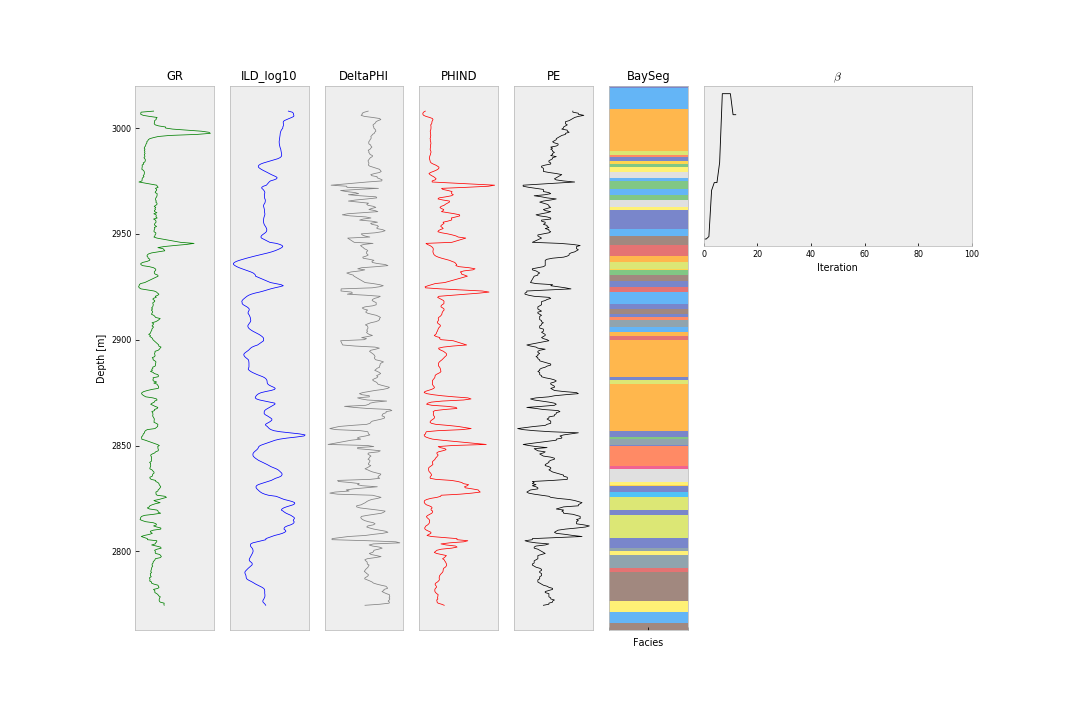 GR ILD_log10 DeltaPHI PHIND PE BaySeg β
3000
2950
2900
2850
2800
Depth [m]
0 20 40 60 80 100
Iteration
Facies